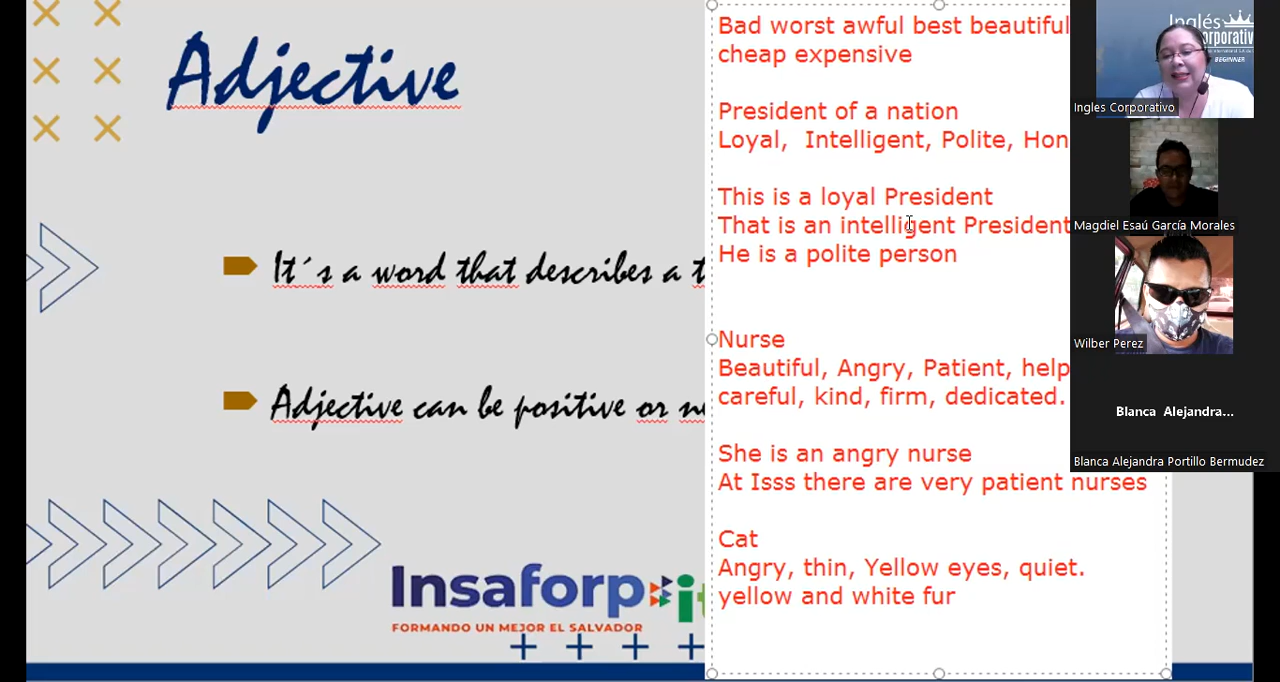 Adjective
It´s a word that describes a
Adjective can be positive or
Insaforp
FORMANDO UN MEJOR EL SALVADOR
Bad worst awful best beautiful
cheap expensive
President of a nation
Loyal, Intelligent, Polite,
This is a loyal President
That is an intelligent President
He is a polite person
Nurse
Beautiful, Angry, Patient,
careful, kind, firm, dedicated.
She is an angry nurse
At Isss there are very patient nurses
Cat
Angry, thin, Yellow eyes, quiet.
yellow and white fur
Inglés
BEGINNER
Ingles Corporativo
Magdiel Esaú García Morales
Wilber Perez
Blanca Alejandra...
Blanca Alejandra Portillo Bermudez